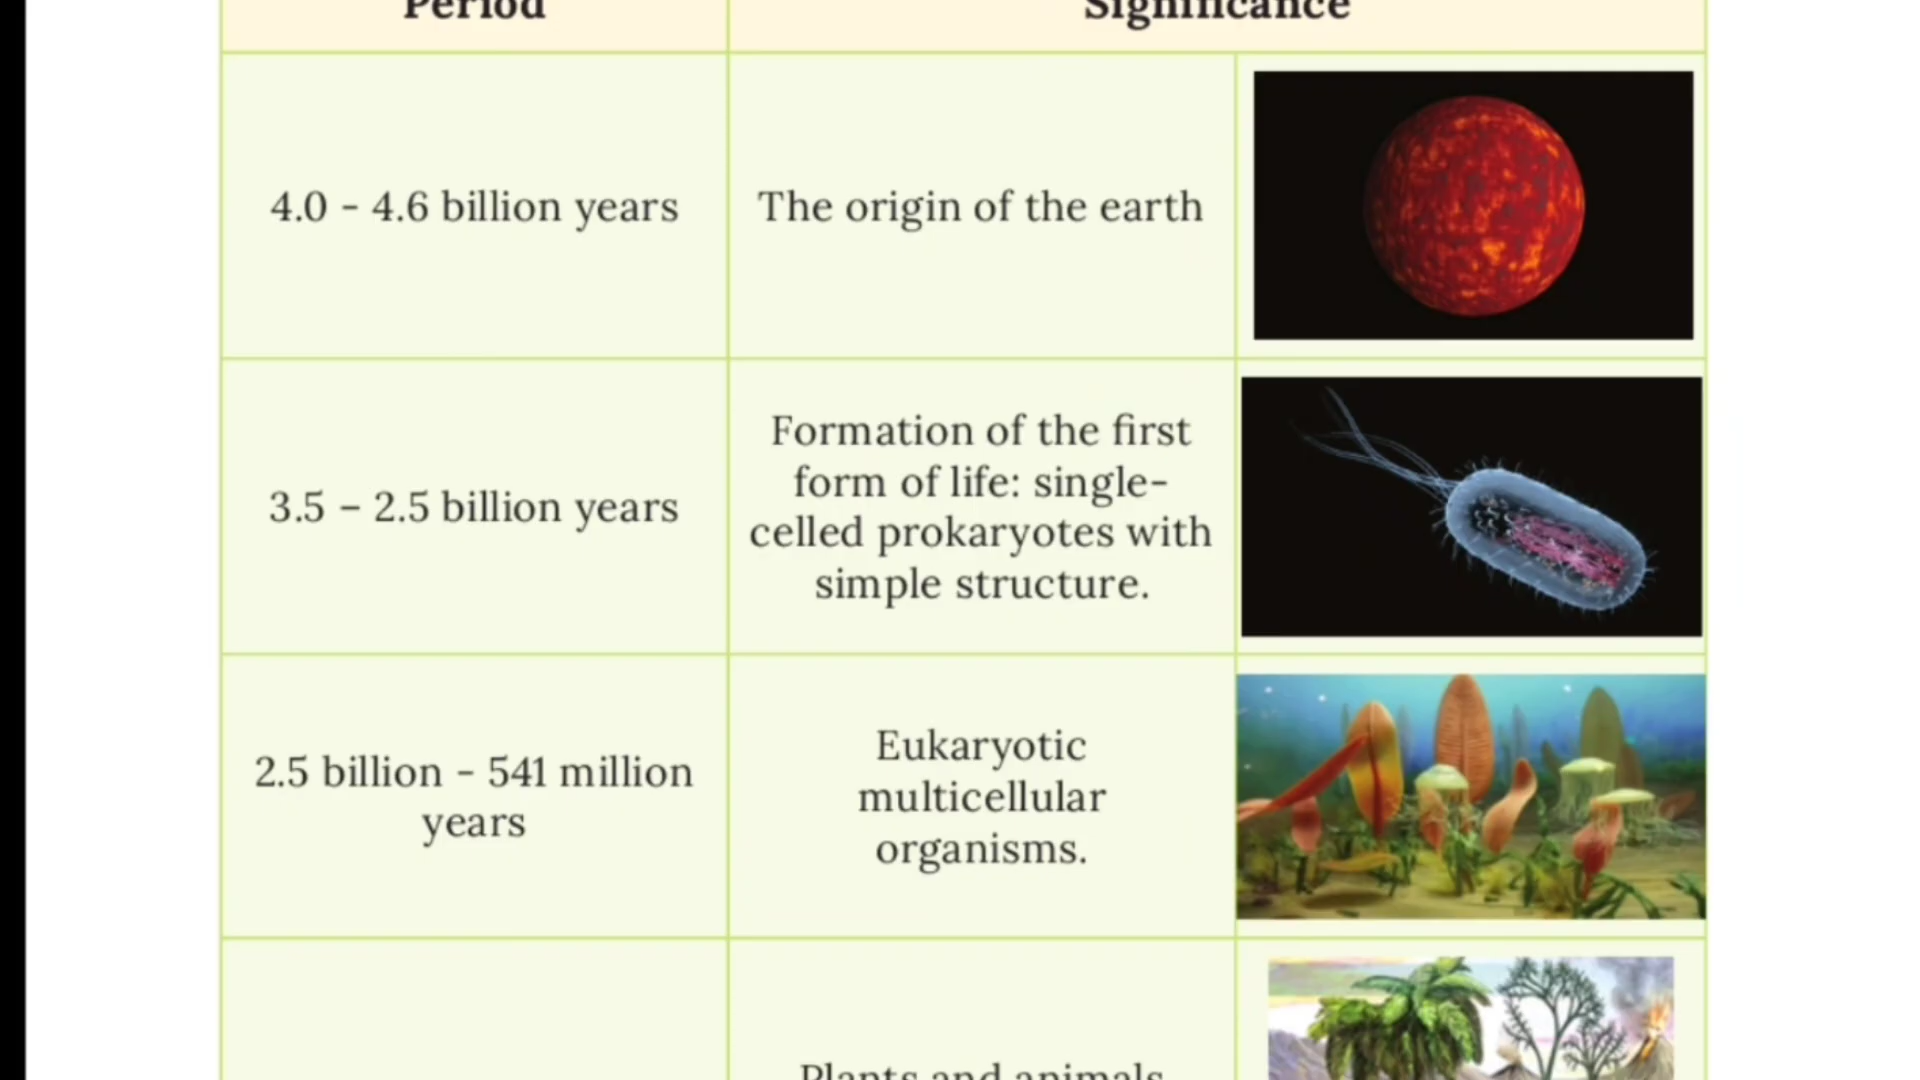 Period
Significance
4.0 - 4.6 billion years
The origin of the earth
3.5 – 2.5 billion years
Formation of the first
form of life: single-
celled prokaryotes with
simple structure.
2.5 billion - 541 million
years
Eukaryotic
multicellular
organisms.
Plants and animals